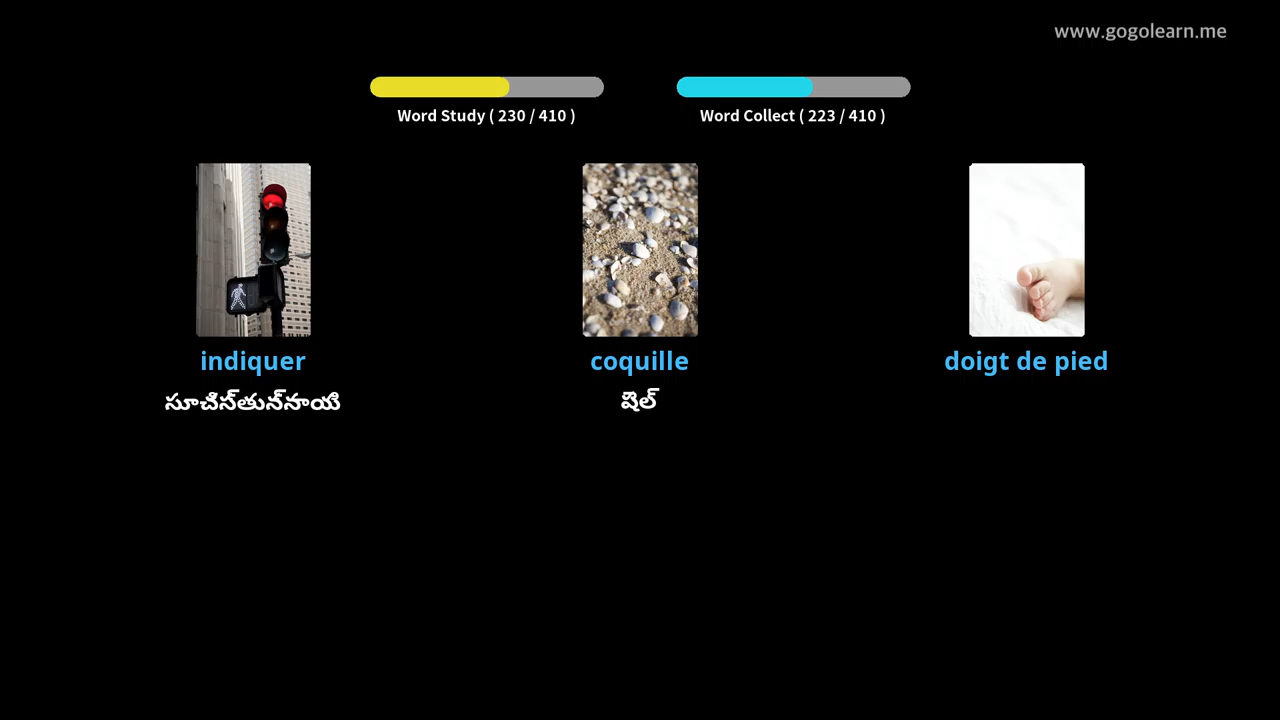 www.gogolearn.me
Word Study ( 230 / 410 )
Word Collect ( 223 / 410 )
indiquer
coquille
doigt de pied
సూచిస్తున్నాయి
షెల్